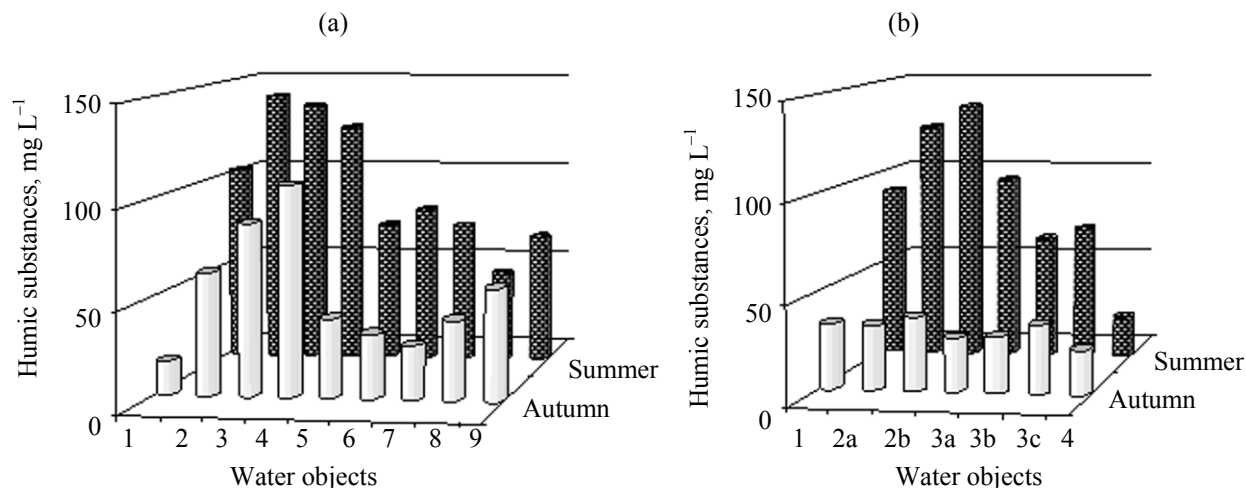 (a)
Humic substances, mg L⁻¹
150
100
50
0
1 2 3 4 5 6 7 8 9
Summer
Autumn
Water objects
(b)
Humic substances, mg L⁻¹
150
100
50
0
1 2a 2b 3a 3b 3c 4
Summer
Autumn
Water objects